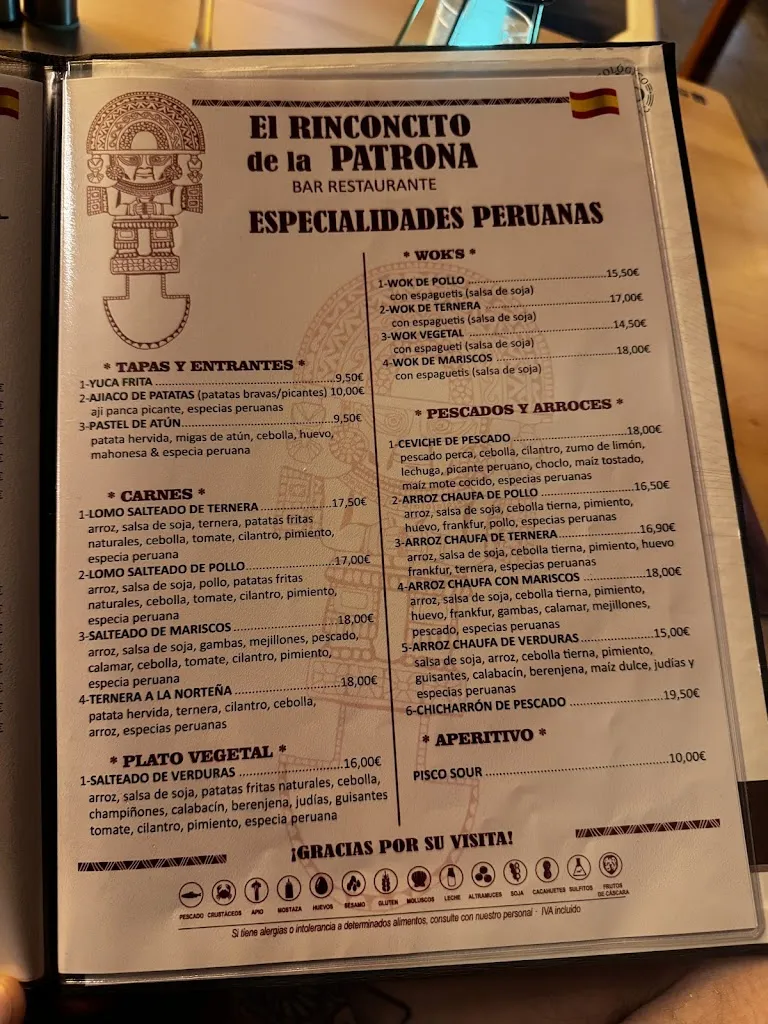 OLÓGICO
El RINCONCITO
de la PATRONA
BAR RESTAURANTE
ESPECIALIDADES PERUANAS
* TAPAS Y ENTRANTES *
1-YUCA FRITA ........................................9,50€
2-AJIACO DE PATATAS (patatas bravas/picantes) 10,00€
aji panca picante, especias peruanas
3-PASTEL DE ATÚN..................................9,50€
patata hervida, migas de atún, cebolla, huevo,
mahonesa & especia peruana
* CARNES *
1-LOMO SALTEADO DE TERNERA ................17,50€
arroz, salsa de soja, ternera, patatas fritas
naturales, cebolla, tomate, cilantro, pimiento,
especia peruana
2-LOMO SALTEADO DE POLLO....................17,00€
arroz, salsa de soja, pollo, patatas fritas
naturales, cebolla, tomate, cilantro, pimiento,
especia peruana
3-SALTEADO DE MARISCOS ........................18,00€
arroz, salsa de soja, gambas, mejillones, pescado,
calamar, cebolla, tomate, cilantro, pimiento,
especia peruana
4-TERNERA A LA NORTEÑA ........................18,00€
patata hervida, ternera, cilantro, cebolla,
arroz, especias peruanas
* PLATO VEGETAL *
1-SALTEADO DE VERDURAS ........................16,00€
arroz, salsa de soja, patatas fritas naturales, cebolla,
champiñones, calabacín, berenjena, judías, guisantes
tomate, cilantro, pimiento, especia peruana
* WOK'S *
1-WOK DE POLLO ................................15,50€
con espaguetis (salsa de soja)
2-WOK DE TERNERA ..............................17,00€
con espaguetis (salsa de soja)
3-WOK VEGETAL .................................14,50€
con espagueti (salsa de soja)
4-WOK DE MARISCOS .............................18,00€
con espaguetis (salsa de soja)
* PESCADOS Y ARROCES *
1-CEVICHE DE PESCADO ..........................18,00€
pescado perca, cebolla, cilantro, zumo de limón,
lechuga, picante peruano, choclo, maíz tostado,
maíz mote cocido, especias peruanas
2-ARROZ CHAUFA DE POLLO .......................16,50€
arroz, salsa de soja, cebolla tierna, pimiento,
huevo, frankfur, pollo, especias peruanas
3-ARROZ CHAUFA DE TERNERA.....................16,90€
arroz, salsa de soja, cebolla tierna, pimiento, huevo
frankfur, ternera, especias peruanas
4-ARROZ CHAUFA CON MARISCOS ..................18,00€
arroz, salsa de soja, cebolla tierna, pimiento,
huevo, frankfur, gambas, calamar, mejillones,
pescado, especias peruanas
5-ARROZ CHAUFA DE VERDURAS ....................15,00€
salsa de soja, arroz, cebolla tierna, pimiento,
guisantes, calabacín, berenjena, maíz dulce, judías y
especias peruanas
6-CHICHARRÓN DE PESCADO .......................19,50€
* APERITIVO *
PISCO SOUR ....................................10,00€
¡GRACIAS POR SU VISITA!
PESCADO CRUSTÁCEOS APIO MOSTAZA HUEVOS SÉSAMO GLUTEN MOLUSCOS LECHE ALTRAMUCES SOJA CACAHUETES SULFITOS FRUTOS DE CÁSCARA
Si tiene alergias o intolerancia a determinados alimentos, consulte con nuestro personal · IVA incluido